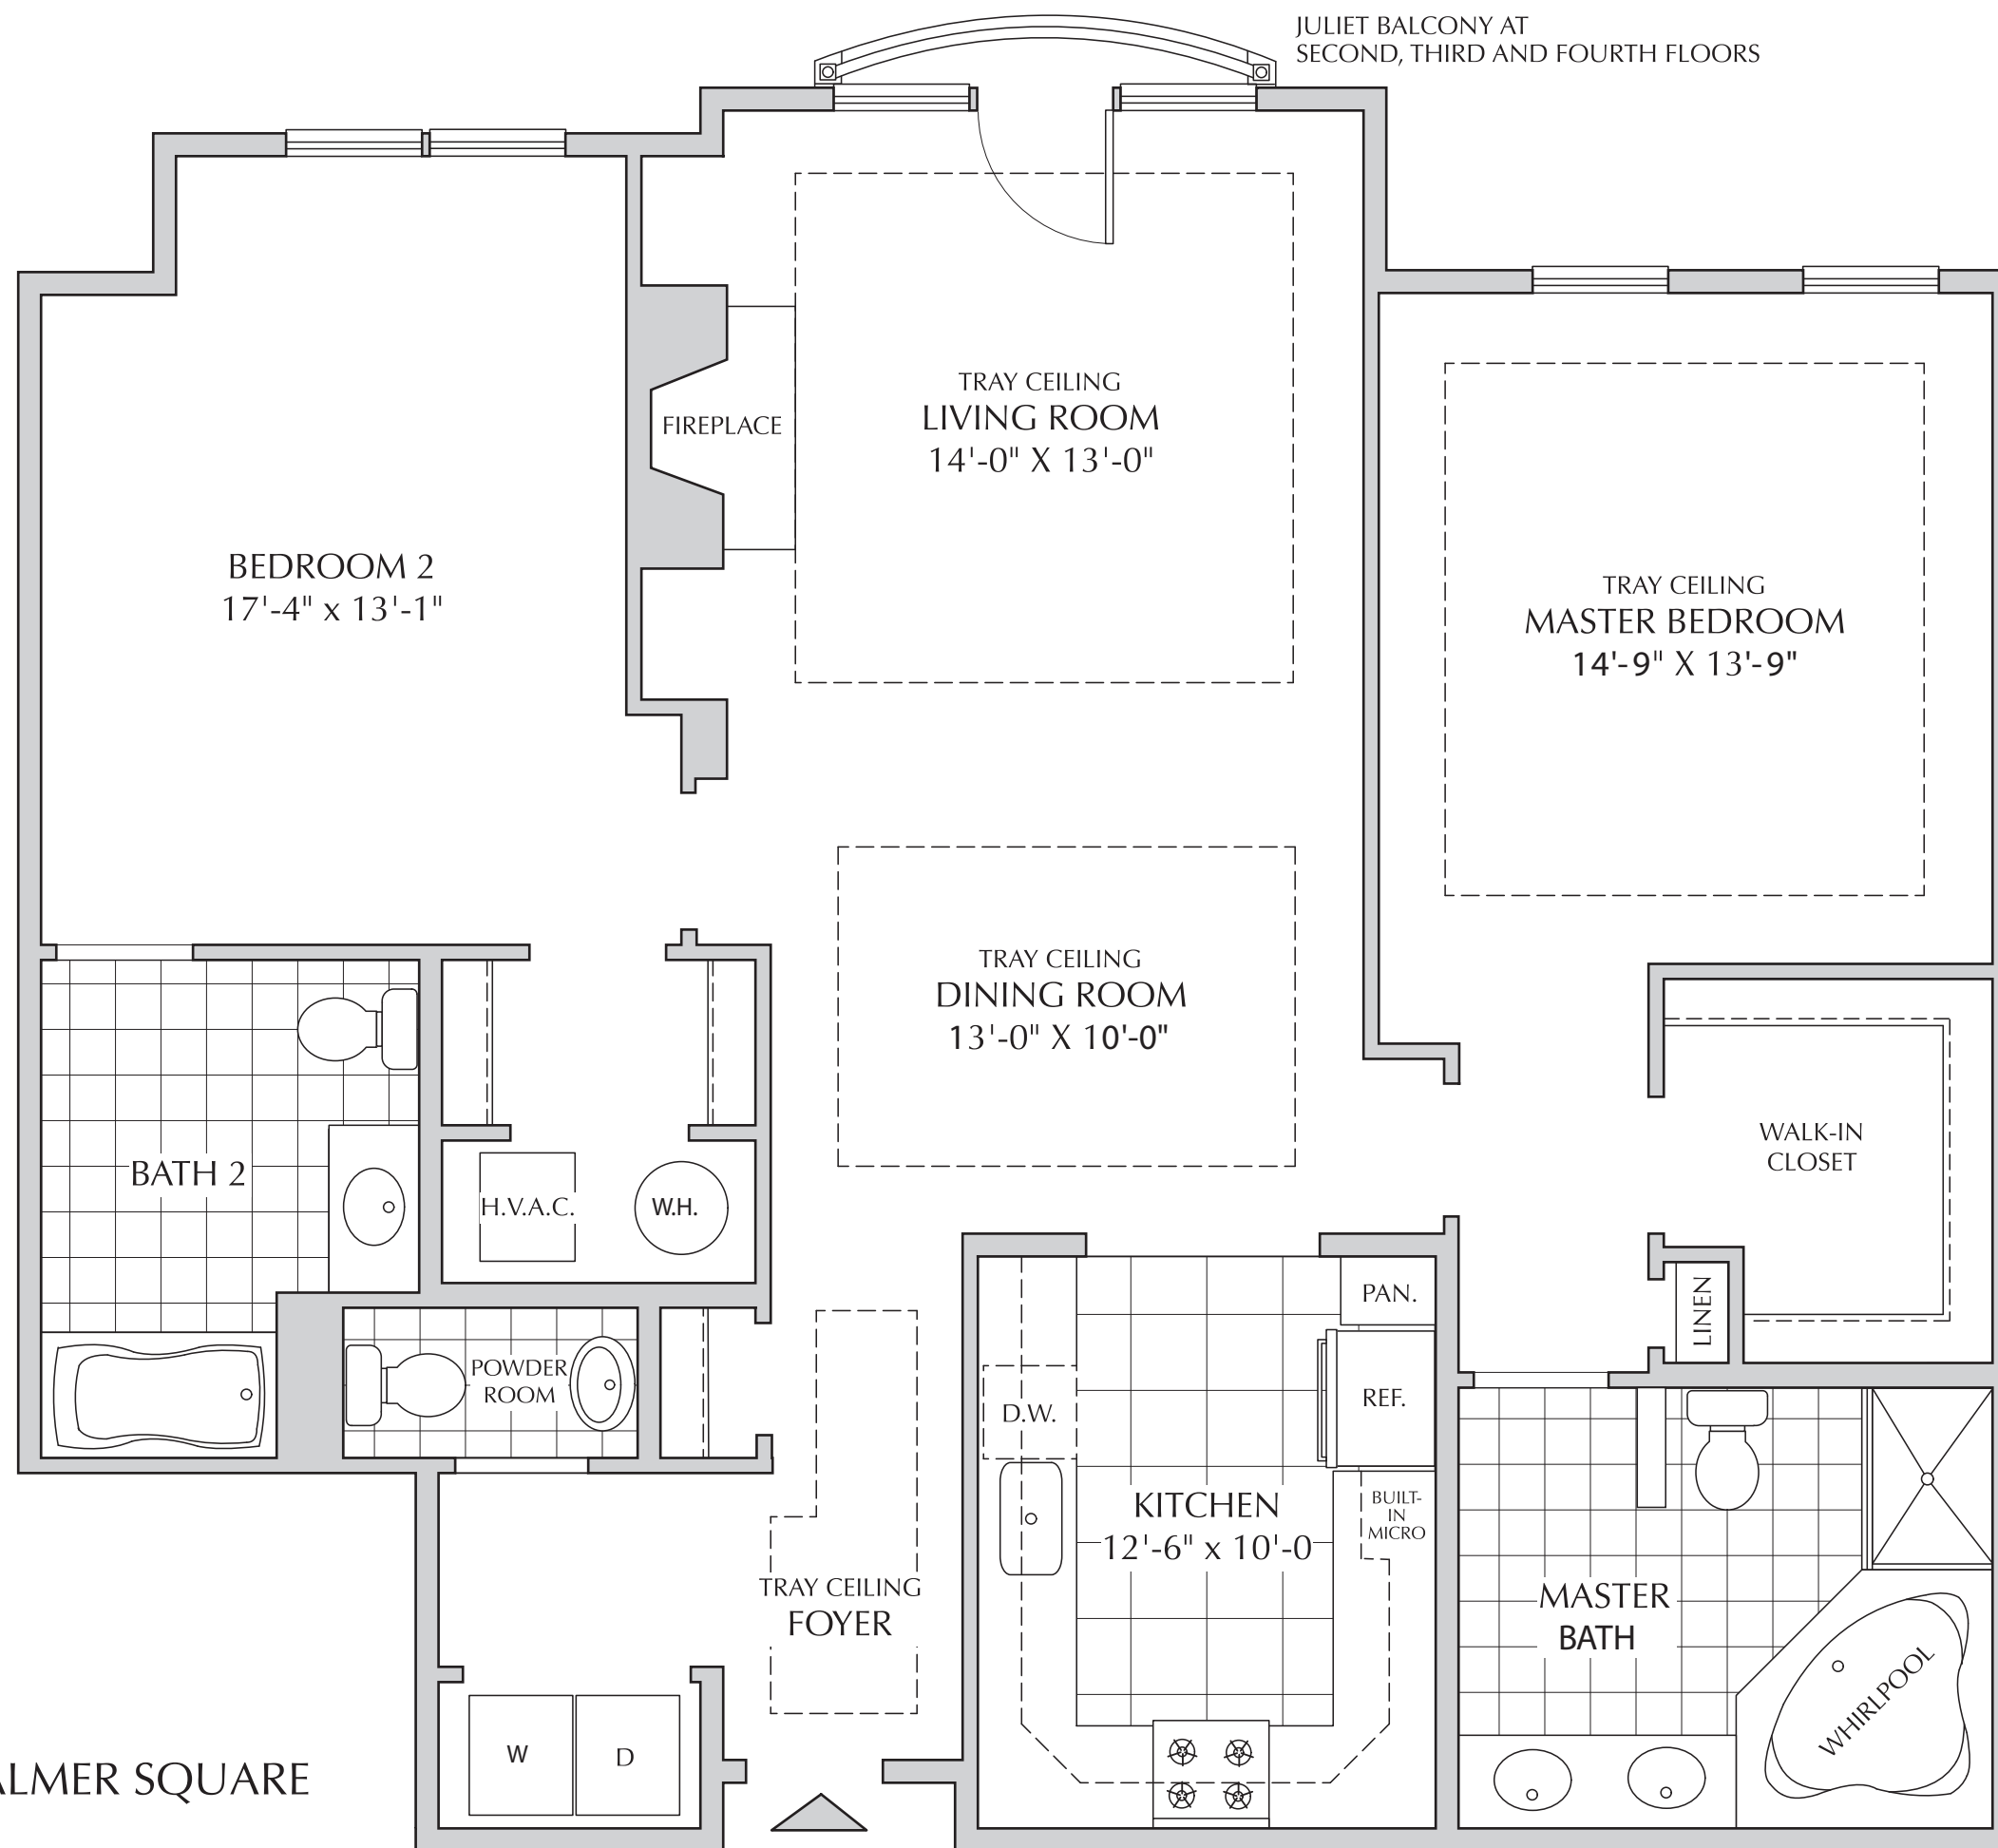 JULIET BALCONY AT
SECOND, THIRD AND FOURTH FLOORS
TRAY CEILING
LIVING ROOM
14'-0" X 13'-0"
FIREPLACE
BEDROOM 2
17'-4" x 13'-1"
TRAY CEILING
MASTER BEDROOM
14'-9" X 13'-9"
TRAY CEILING
DINING ROOM
13'-0" X 10'-0"
WALK-IN
CLOSET
BATH 2
H.V.A.C.
W.H.
PAN.
LINEN
POWDER
ROOM
D.W.
REF.
KITCHEN
12'-6" x 10'-0
BUILT-
IN
MICRO
TRAY CEILING
FOYER
MASTER
BATH
WHIRLPOOL
W
D
ALMER SQUARE